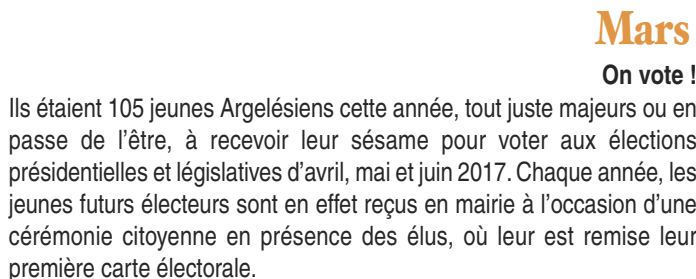 Mars
On vote !
Ils étaient 105 jeunes Argelésiens cette année, tout juste majeurs ou en
passe de l’être, à recevoir leur sésame pour voter aux élections
présidentielles et législatives d’avril, mai et juin 2017. Chaque année, les
jeunes futurs électeurs sont en effet reçus en mairie à l’occasion d’une
cérémonie citoyenne en présence des élus, où leur est remise leur
première carte électorale.